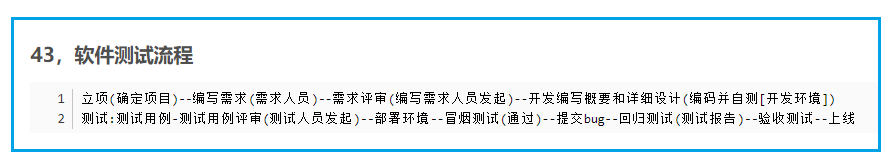 43，软件测试流程
1 立项(确定项目)--编写需求(需求人员)--需求评审(编写需求人员发起)--开发编写概要和详细设计(编码并自测[开发环境])
2 测试:测试用例-测试用例评审(测试人员发起)--部署环境--冒烟测试(通过)--提交bug--回归测试(测试报告)--验收测试--上线